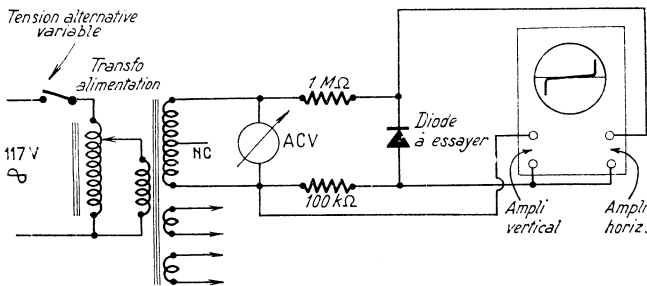 Tension alternative
variable
Transfo
alimentation
117 V
NC
ACV
1 MΩ
100 kΩ
Diode
à essayer
Ampli
vertical
Ampli
horiz.